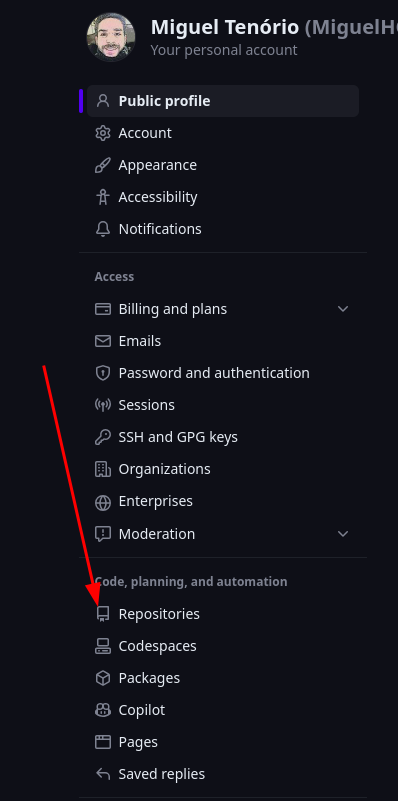 Miguel Tenório (MiguelH
Your personal account
Public profile
Account
Appearance
Accessibility
Notifications
Access
Billing and plans
Emails
Password and authentication
Sessions
SSH and GPG keys
Organizations
Enterprises
Moderation
Code, planning, and automation
Repositories
Codespaces
Packages
Copilot
Pages
Saved replies